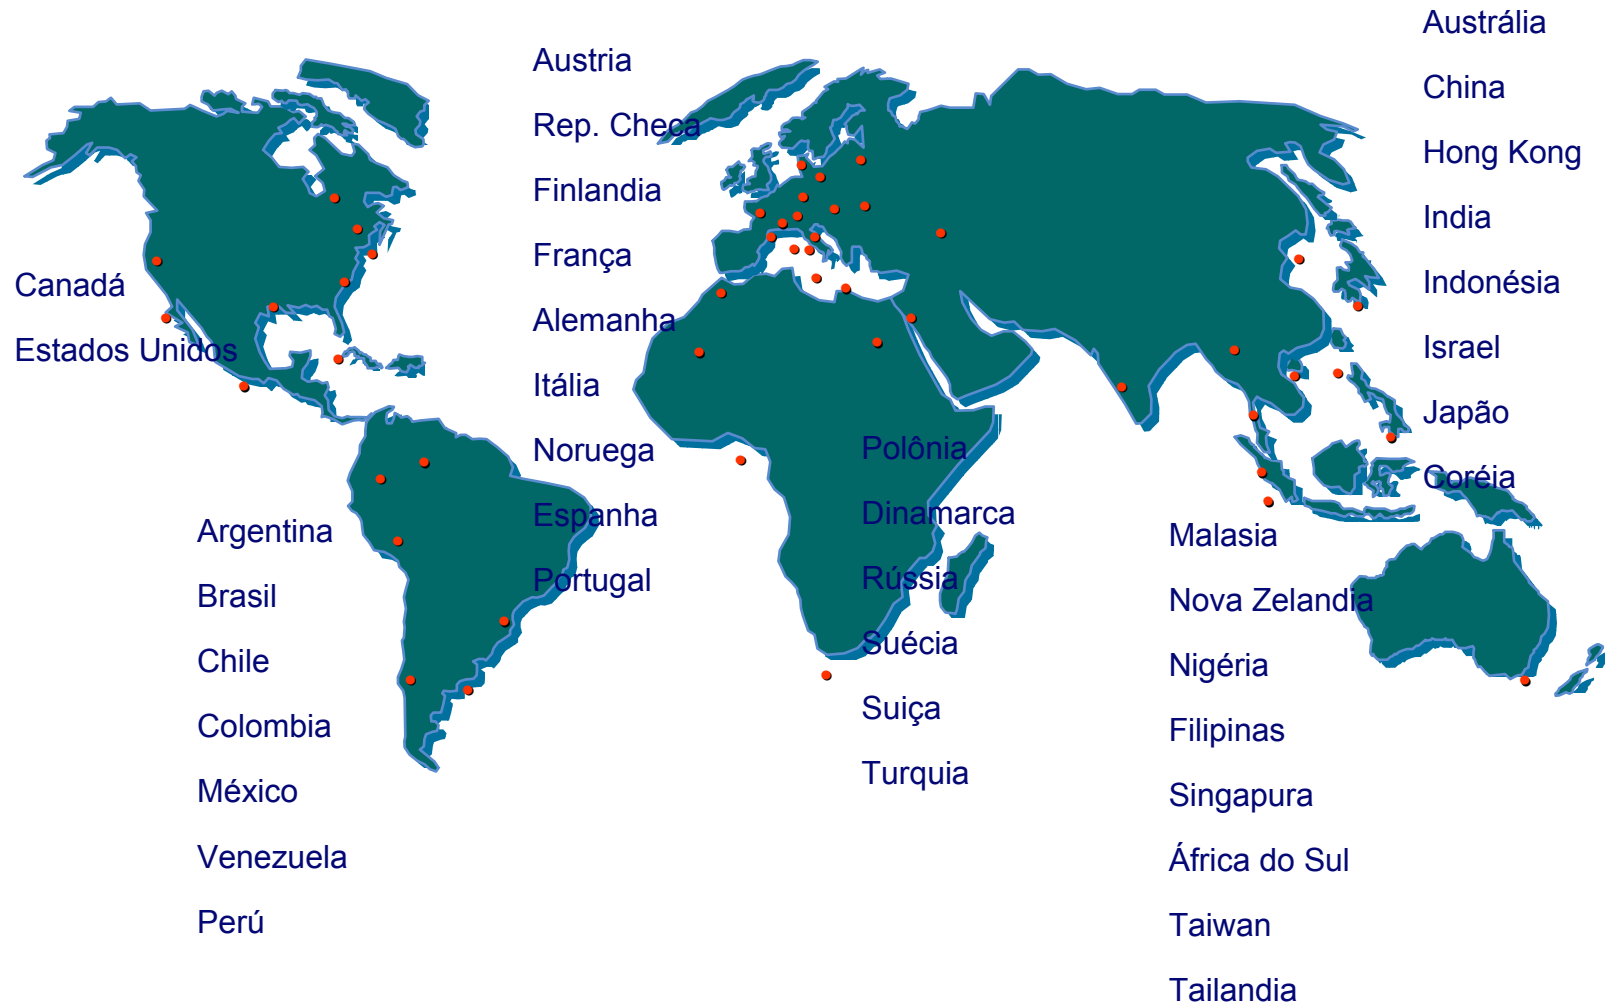 Canadá
Estados Unidos
Argentina
Brasil
Chile
Colombia
México
Venezuela
Perú
Austria
Rep. Checa
Finlandia
França
Alemanha
Itália
Noruega
Espanha
Portugal
Polônia
Dinamarca
Rússia
Suécia
Suiça
Turquia
Austrália
China
Hong Kong
India
Indonésia
Israel
Japão
Coréia
Malasia
Nova Zelandia
Nigéria
Filipinas
Singapura
África do Sul
Taiwan
Tailandia